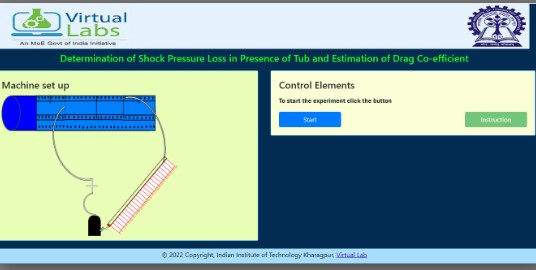 Virtual
Labs
An MoE Govt of India Initiative
Determination of Shock Pressure Loss in Presence of Tub and Estimation of Drag Co-efficient
Machine set up
Control Elements
To start the experiment click the button
Start
Instruction
© 2022 Copyright, Indian Institute of Technology Kharagpur, Virtual Lab